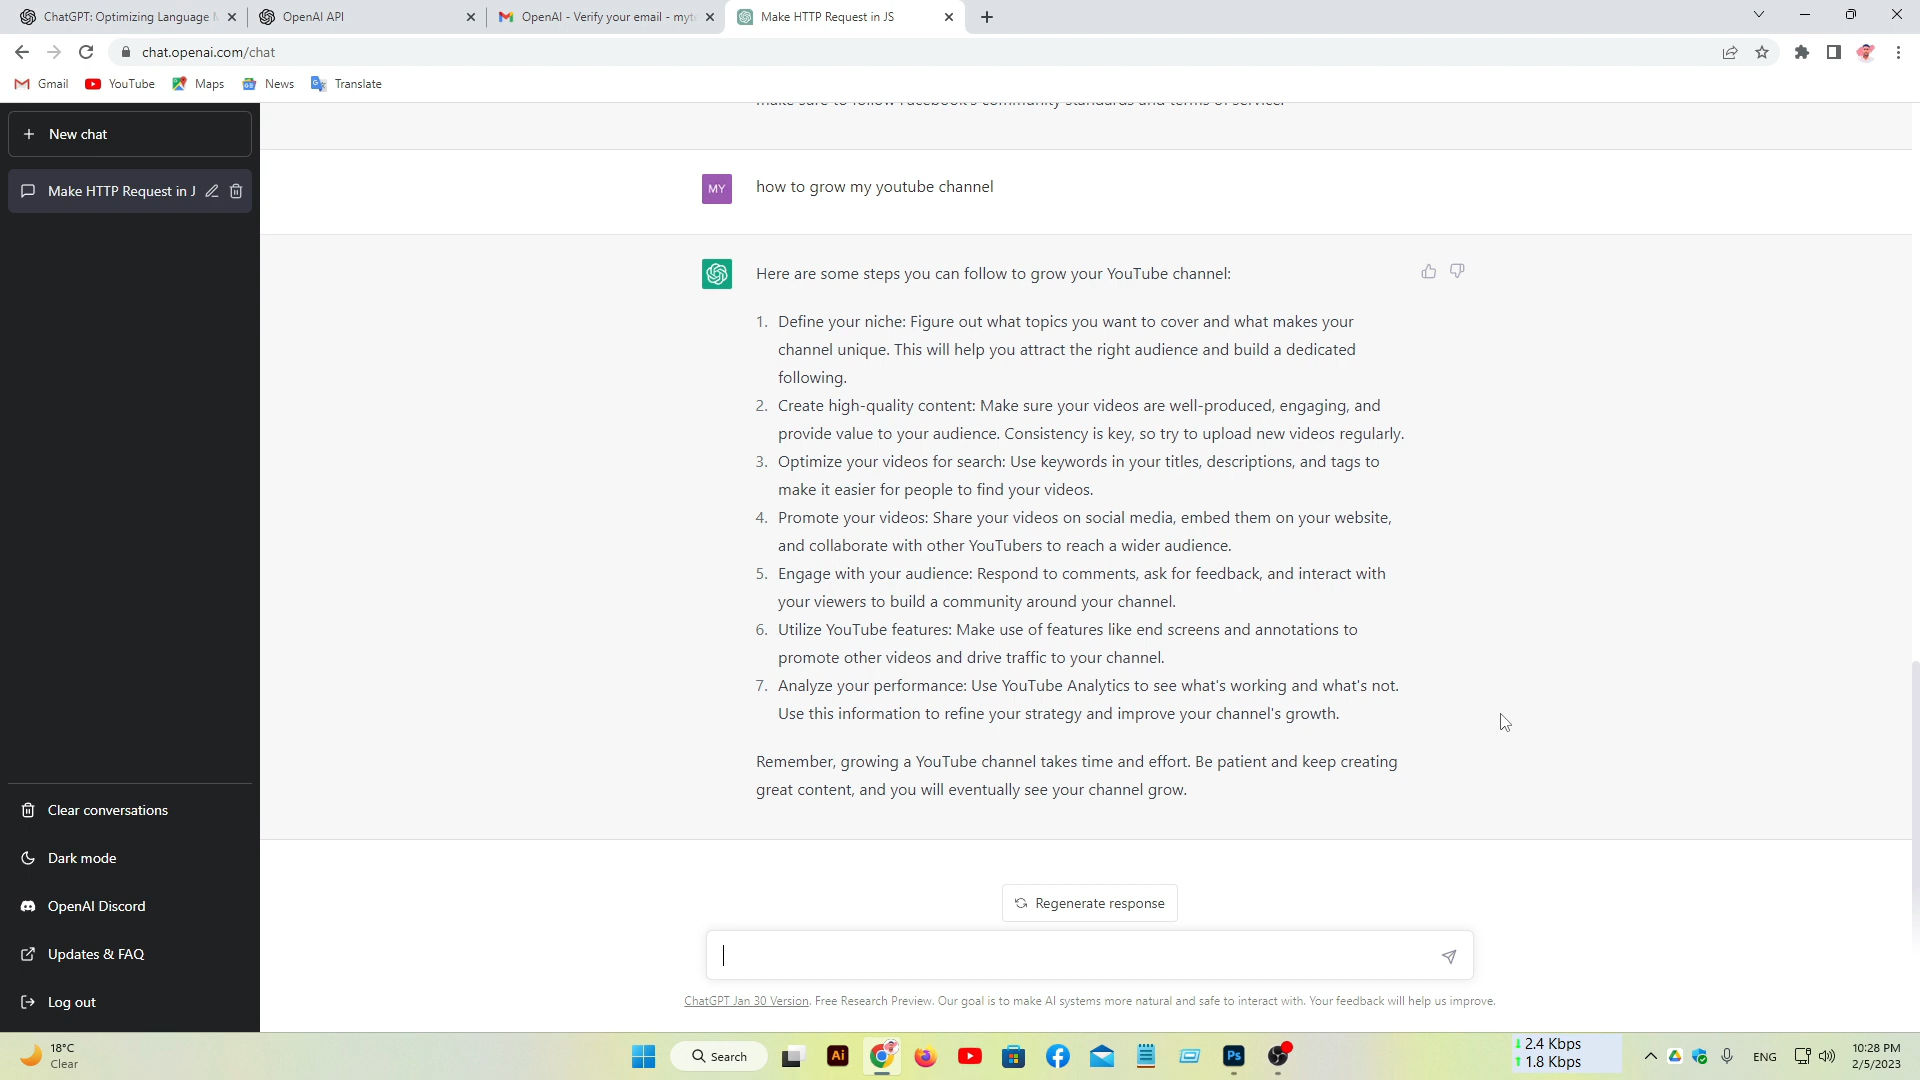 ChatGPT: Optimizing Language M
OpenAI API
OpenAI - Verify your email - myt
Make HTTP Request in JS
chat.openai.com/chat
Gmail
YouTube
Maps
News
Translate
make sure to follow Facebook's community standards and terms of service.
New chat
Make HTTP Request in J
MY
how to grow my youtube channel
Here are some steps you can follow to grow your YouTube channel:
1. Define your niche: Figure out what topics you want to cover and what makes your
channel unique. This will help you attract the right audience and build a dedicated
following.
2. Create high-quality content: Make sure your videos are well-produced, engaging, and
provide value to your audience. Consistency is key, so try to upload new videos regularly.
3. Optimize your videos for search: Use keywords in your titles, descriptions, and tags to
make it easier for people to find your videos.
4. Promote your videos: Share your videos on social media, embed them on your website,
and collaborate with other YouTubers to reach a wider audience.
5. Engage with your audience: Respond to comments, ask for feedback, and interact with
your viewers to build a community around your channel.
6. Utilize YouTube features: Make use of features like end screens and annotations to
promote other videos and drive traffic to your channel.
7. Analyze your performance: Use YouTube Analytics to see what's working and what's not.
Use this information to refine your strategy and improve your channel's growth.
Remember, growing a YouTube channel takes time and effort. Be patient and keep creating
great content, and you will eventually see your channel grow.
Clear conversations
Dark mode
OpenAI Discord
Updates & FAQ
Log out
Regenerate response
ChatGPT Jan 30 Version. Free Research Preview. Our goal is to make AI systems more natural and safe to interact with. Your feedback will help us improve.
18°C
Clear
Search
Ai
Ps
2.4 Kbps
1.8 Kbps
ENG
10:28 PM
2/5/2023